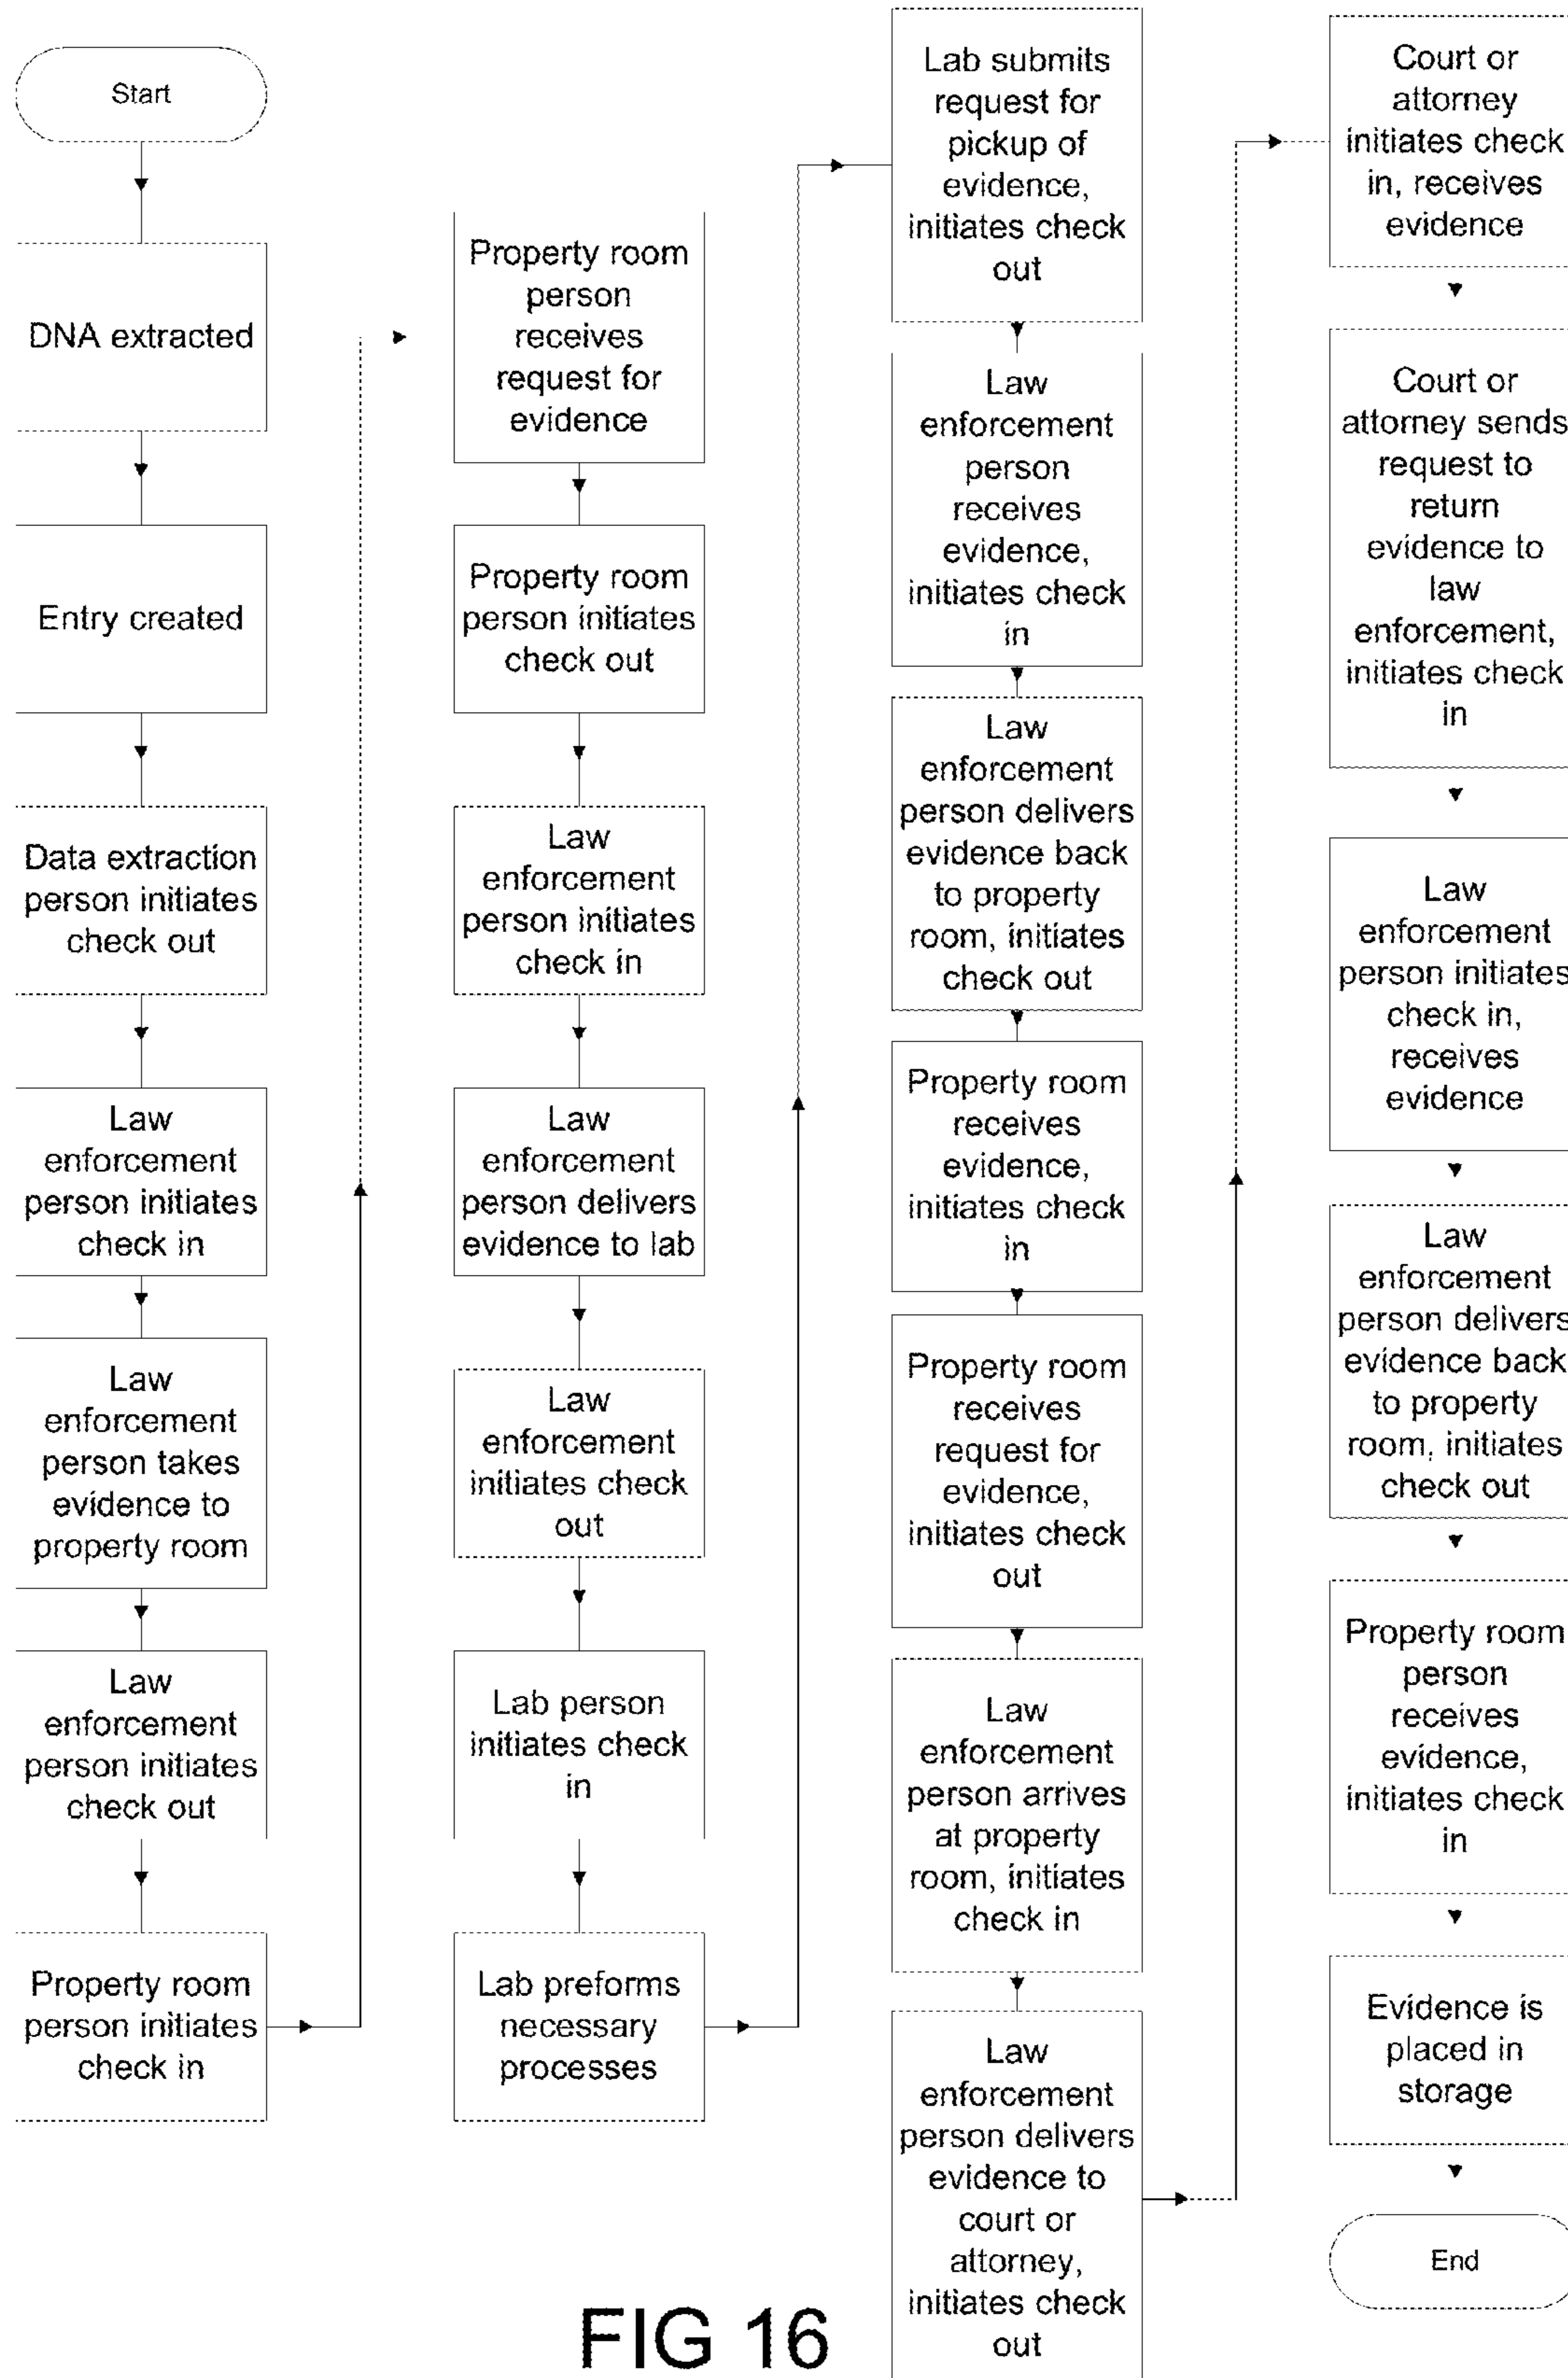 Start
DNA extracted
Entry created
Data extraction
person initiates
check out
Law
enforcement
person initiates
check in
Law
enforcement
person takes
evidence to
property room
Law
enforcement
person initiates
check out
Property room
person initiates
check in
Property room
person
receives
request for
evidence
Property room
person initiates
check out
Law
enforcement
person initiates
check in
Law
enforcement
person delivers
evidence to lab
Law
enforcement
initiates check
out
Lab person
initiates check
in
Lab preforms
necessary
processes
Lab submits
request for
pickup of
evidence,
initiates check
out
Law
enforcement
person
receives
evidence,
initiates check
in
Law
enforcement
person delivers
evidence back
to property
room, initiates
check out
Property room
receives
evidence,
initiates check
in
Property room
receives
request for
evidence,
initiates check
out
Law
enforcement
person arrives
at property
room, initiates
check in
Law
enforcement
person delivers
evidence to
court or
attorney,
initiates check
out
Court or
attorney
initiates check
in, receives
evidence
Court or
attorney sends
request to
return
evidence to
law
enforcement,
initiates check
in
Law
enforcement
person initiates
check in,
receives
evidence
Law
enforcement
person delivers
evidence back
to property
room, initiates
check out
Property room
person
receives
evidence,
initiates check
in
Evidence is
placed in
storage
End
FIG 16